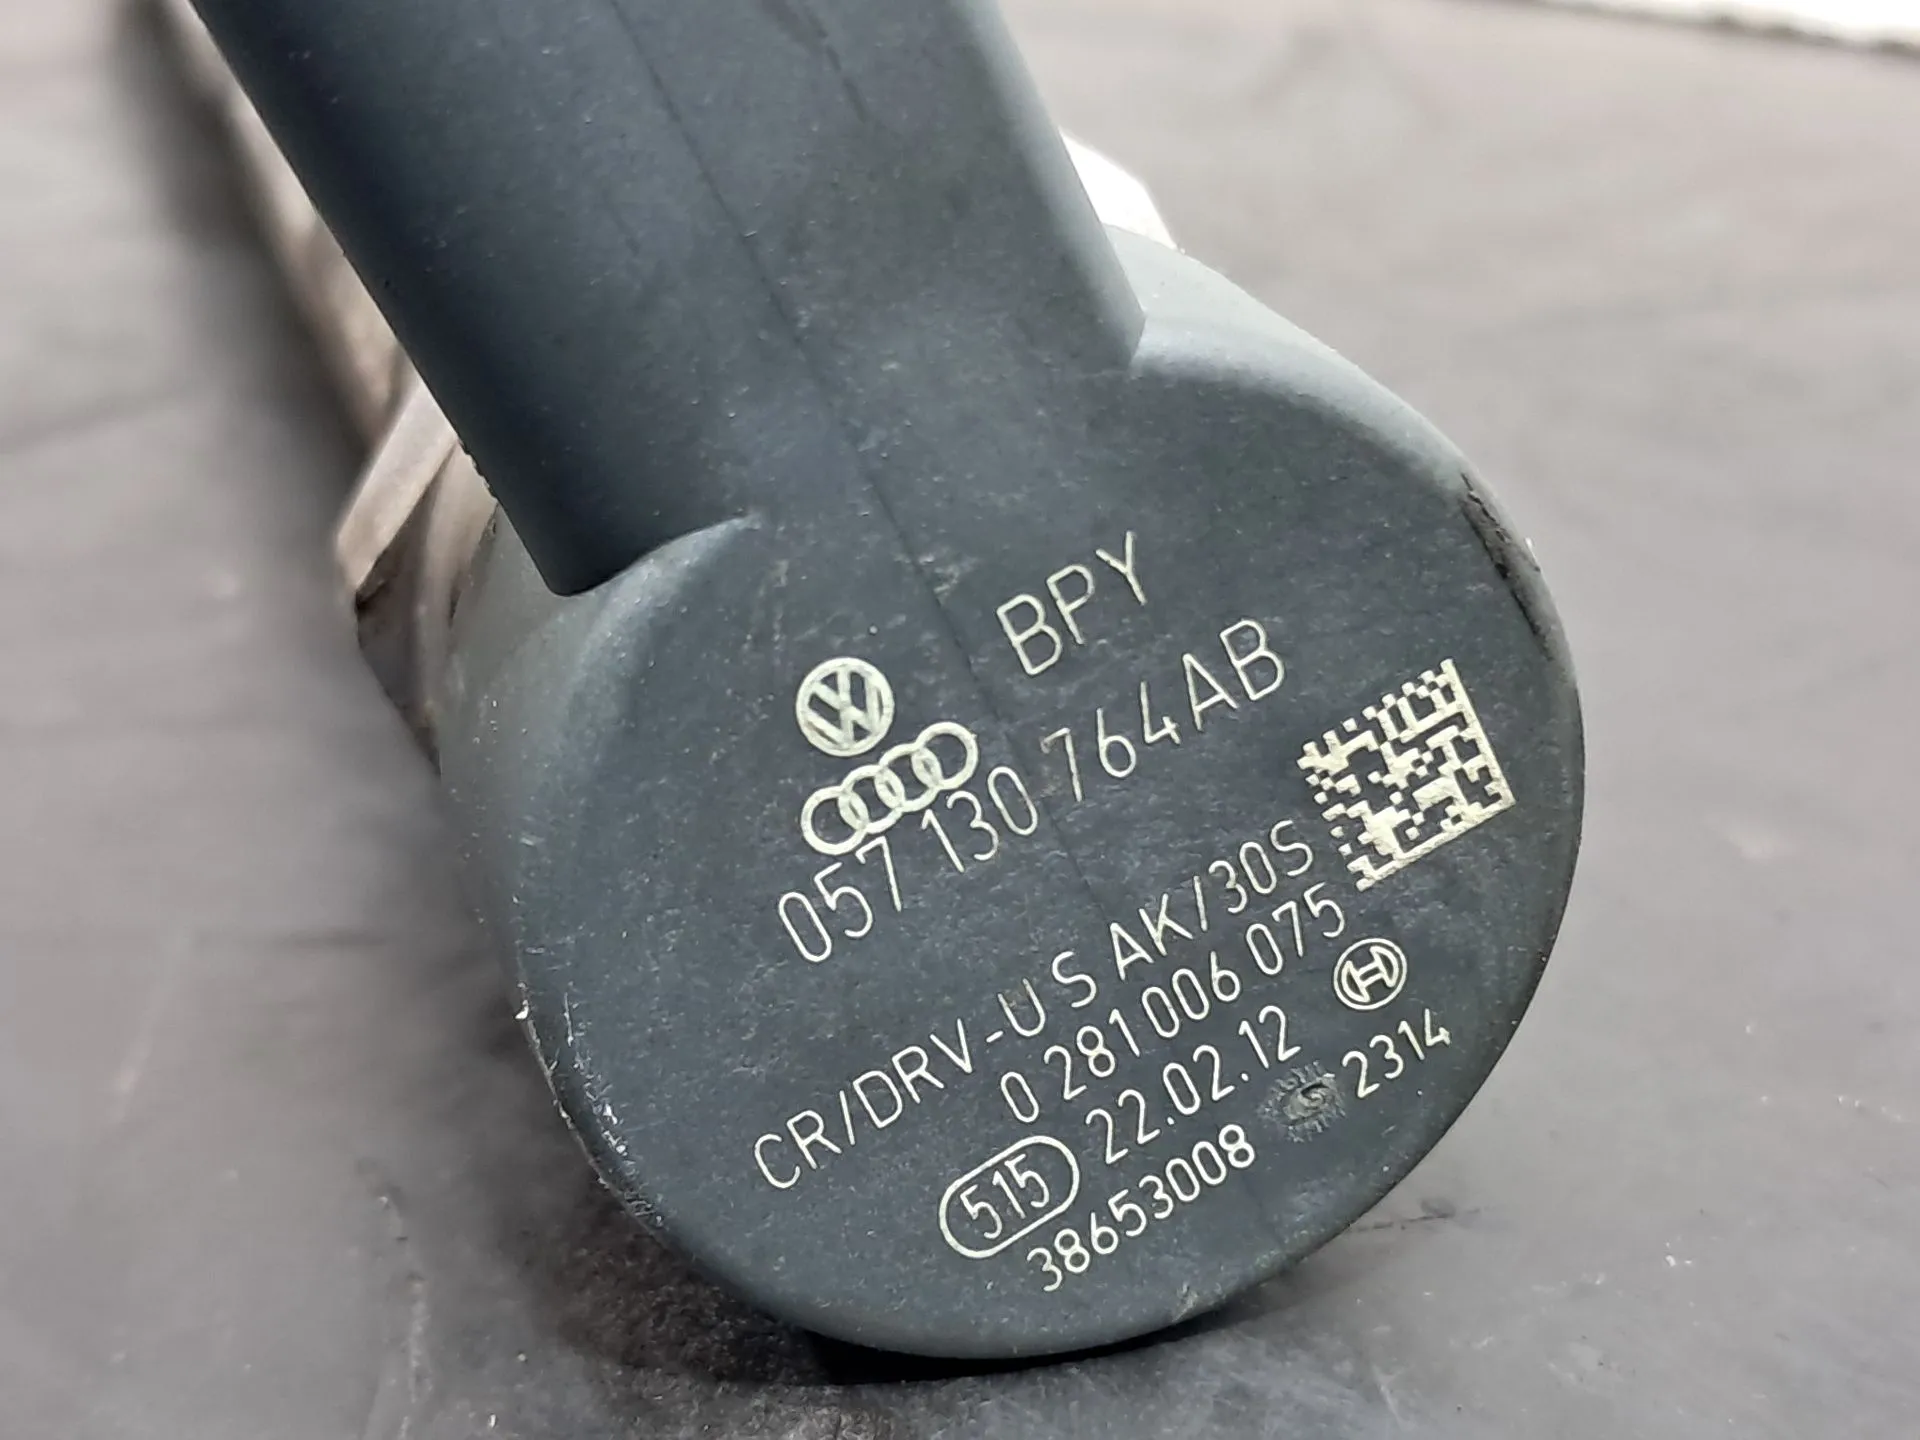 BPY
057 130 764AB
CR/DRV-U S AK/30S
0 281 006 075
22.02.12
515
2314
38653008